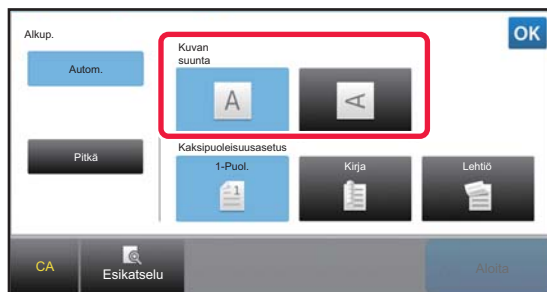 Alkup.
OK
Kuvan
suunta
Autom.
A
A
Pitkä
Kaksipuoleisuusasetus
1-Puol.
Kirja
Lehtiö
1
CA
Esikatselu
Aloita